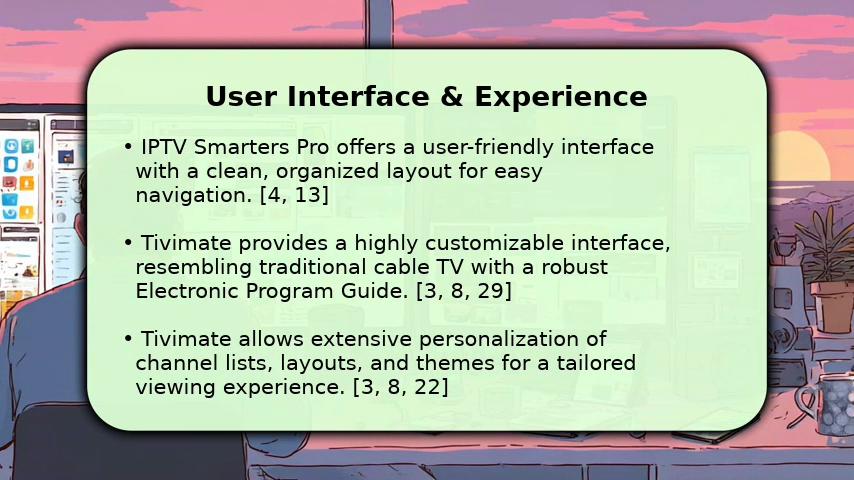 User Interface & Experience
• IPTV Smarters Pro offers a user-friendly interface
with a clean, organized layout for easy
navigation. [4, 13]
• Tivimate provides a highly customizable interface,
resembling traditional cable TV with a robust
Electronic Program Guide. [3, 8, 29]
• Tivimate allows extensive personalization of
channel lists, layouts, and themes for a tailored
viewing experience. [3, 8, 22]